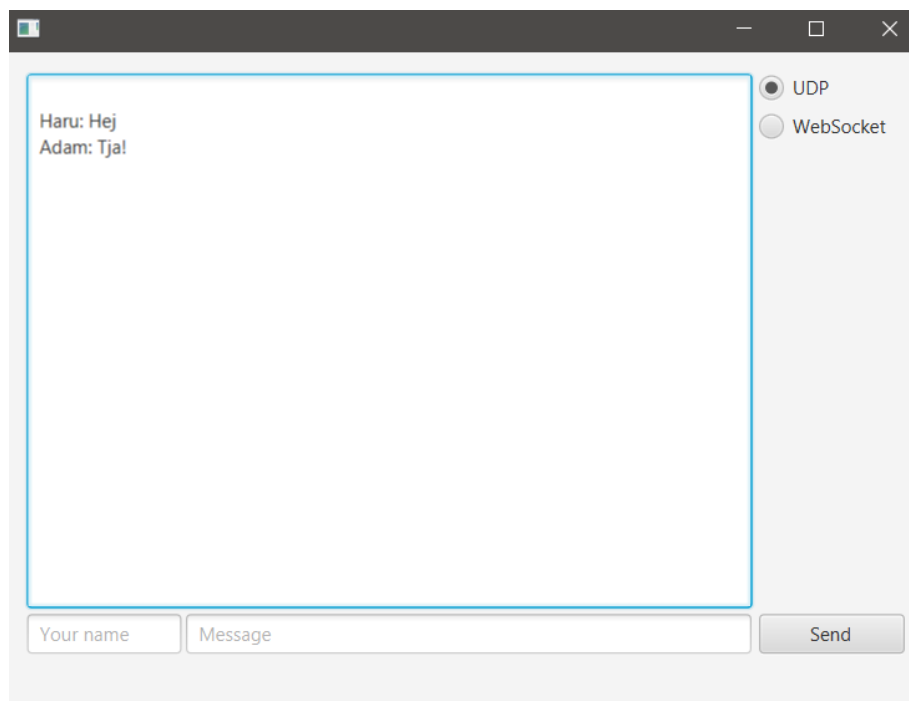 UDP
WebSocket
Haru: Hej
Adam: Tja!
Your name
Message
Send